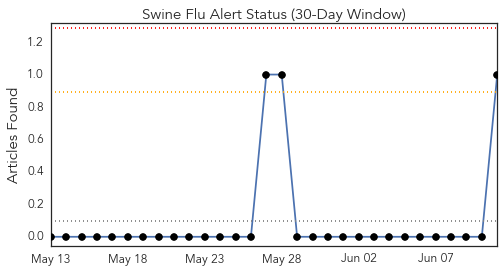 Swine Flu Alert Status (30-Day Window)
Articles Found
1.2
1.0
0.8
0.6
0.4
0.2
0.0
May 13 May 18 May 23 May 28 Jun 02 Jun 07